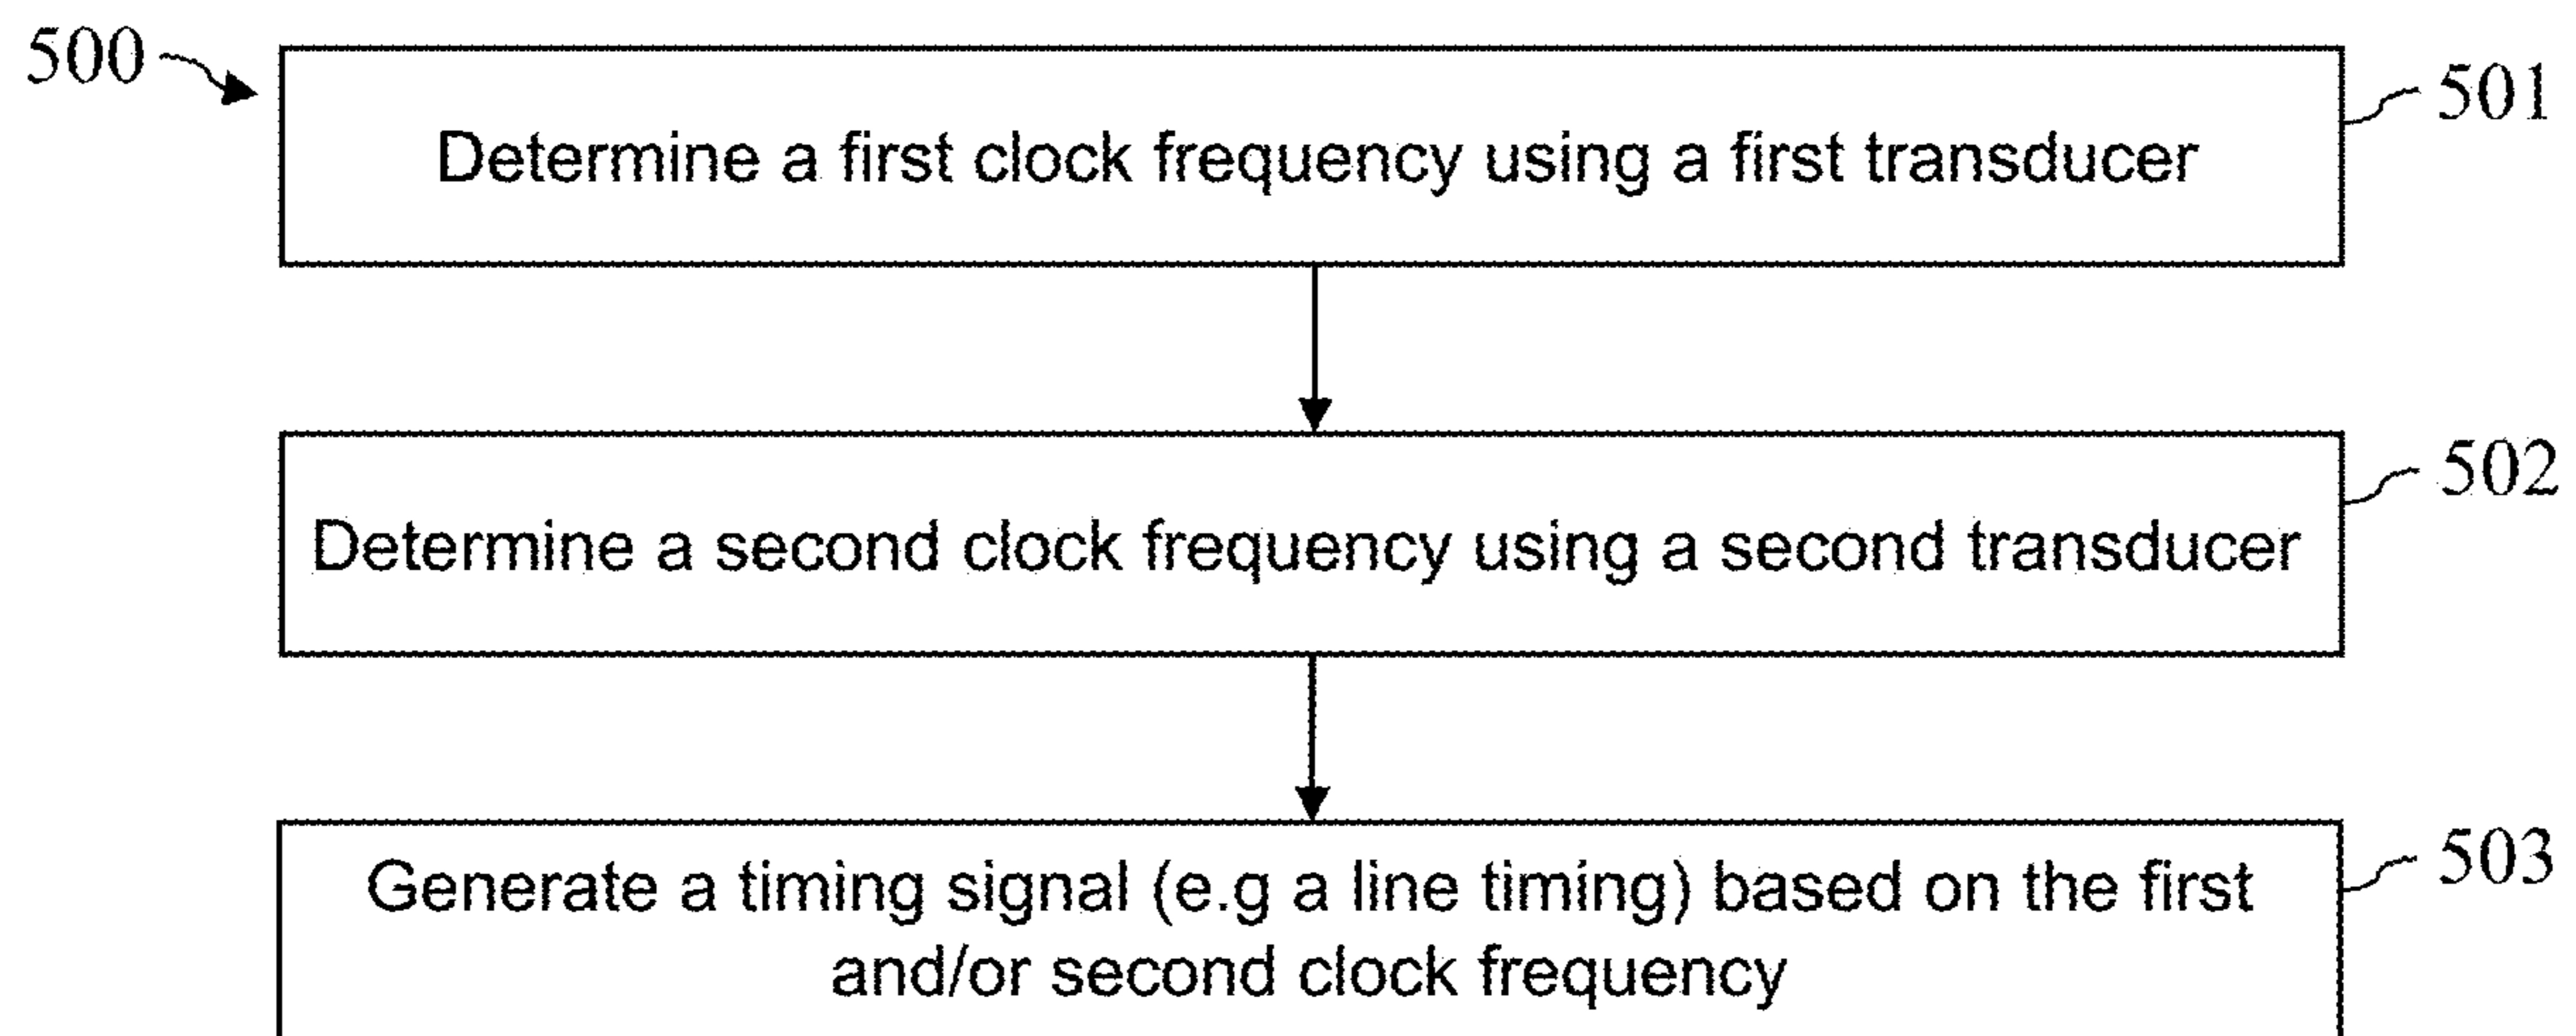 500
501
Determine a first clock frequency using a first transducer
502
Determine a second clock frequency using a second transducer
503
Generate a timing signal (e.g a line timing) based on the first
and/or second clock frequency